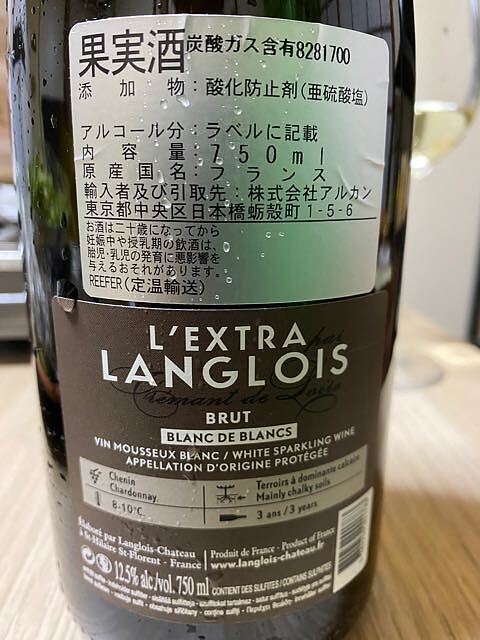 果実酒炭酸ガス含有8281700
添加物：酸化防止剤(亜硫酸塩)
アルコール分：ラベルに記載
内容量：750ml
原産国名：フランス
輸入者及び引取先：株式会社アルカン
東京都中央区日本橋蛎殻町1-5-6
お酒は二十歳になってから
妊娠中や授乳期の飲酒は、
胎児・乳児の発育に悪影響を
与えるおそれがあります。
REEFER(定温輸送)
L'EXTRA
LANGLOIS
Crémant de Loire
BRUT
BLANC DE BLANCS
VIN MOUSSEUX BLANC / WHITE SPARKLING WINE
APPELLATION D'ORIGINE PROTÉGÉE
Chenin
Chardonnay
Terroirs à dominante calcaire
Mainly chalky soils
8-10°C
3 ans / 3 years
Élaboré par Langlois-Chateau
à St-Hilaire St-Florent - France
Produit de France - Product of France
www.langlois-chateau.fr
12.5% alc./vol. 750 ml
CONTIENT DES SULFITES / CONTAINS SULPHITES